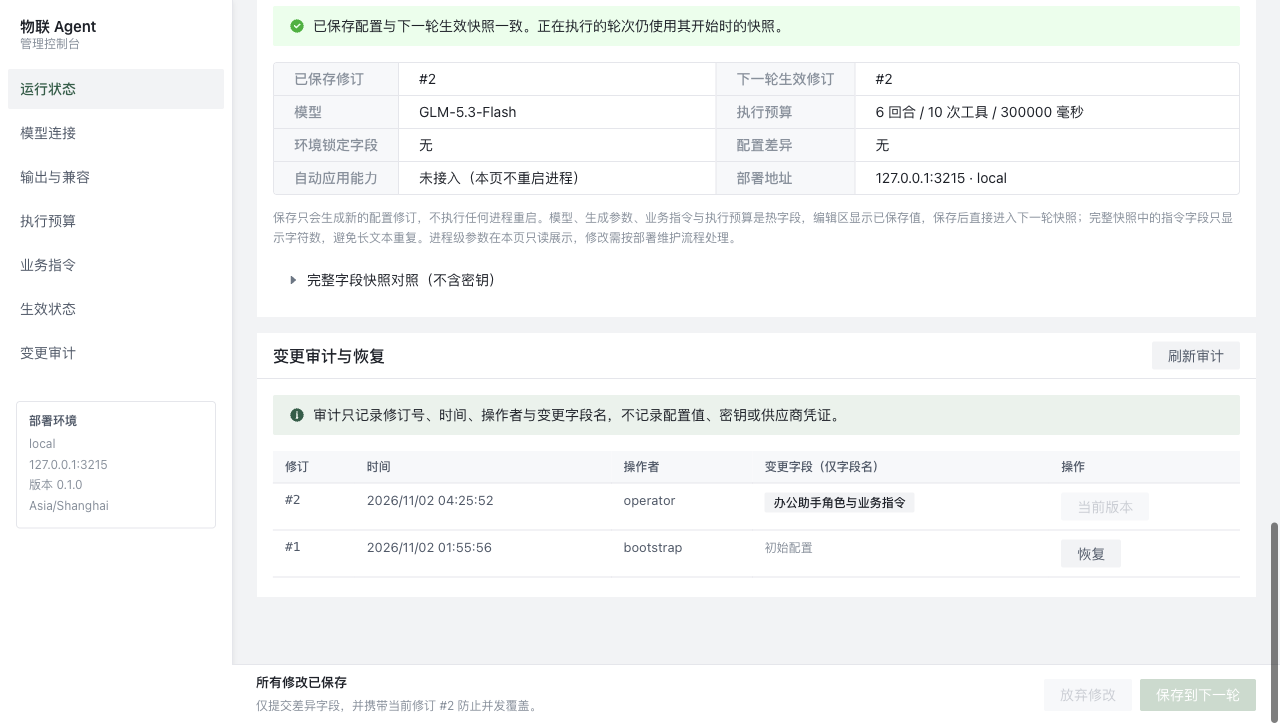 物联 Agent
管理控制台
运行状态
模型连接
输出与兼容
执行预算
业务指令
生效状态
变更审计
部署环境
local
127.0.0.1:3215
版本 0.1.0
Asia/Shanghai
已保存配置与下一轮生效快照一致。正在执行的轮次仍使用其开始时的快照。
已保存修订 #2 下一轮生效修订 #2
模型 GLM-5.3-Flash 执行预算 6 回合 / 10 次工具 / 300000 毫秒
环境锁定字段 无 配置差异 无
自动应用能力 未接入（本页不重启进程） 部署地址 127.0.0.1:3215 · local
保存只会生成新的配置修订，不执行任何进程重启。模型、生成参数、业务指令与执行预算是热字段，编辑区显示已保存值，保存后直接进入下一轮快照；完整快照中的指令字段只显
示字符数，避免长文本重复。进程级参数在本页只读展示，修改需按部署维护流程处理。
完整字段快照对照（不含密钥）
变更审计与恢复 刷新审计
审计只记录修订号、时间、操作者与变更字段名，不记录配置值、密钥或供应商凭证。
修订 时间 操作者 变更字段（仅字段名） 操作
#2 2026/11/02 04:25:52 operator 办公助手角色与业务指令 当前版本
#1 2026/11/02 01:55:56 bootstrap 初始配置 恢复
所有修改已保存
仅提交差异字段，并携带当前修订 #2 防止并发覆盖。
放弃修改 保存到下一轮